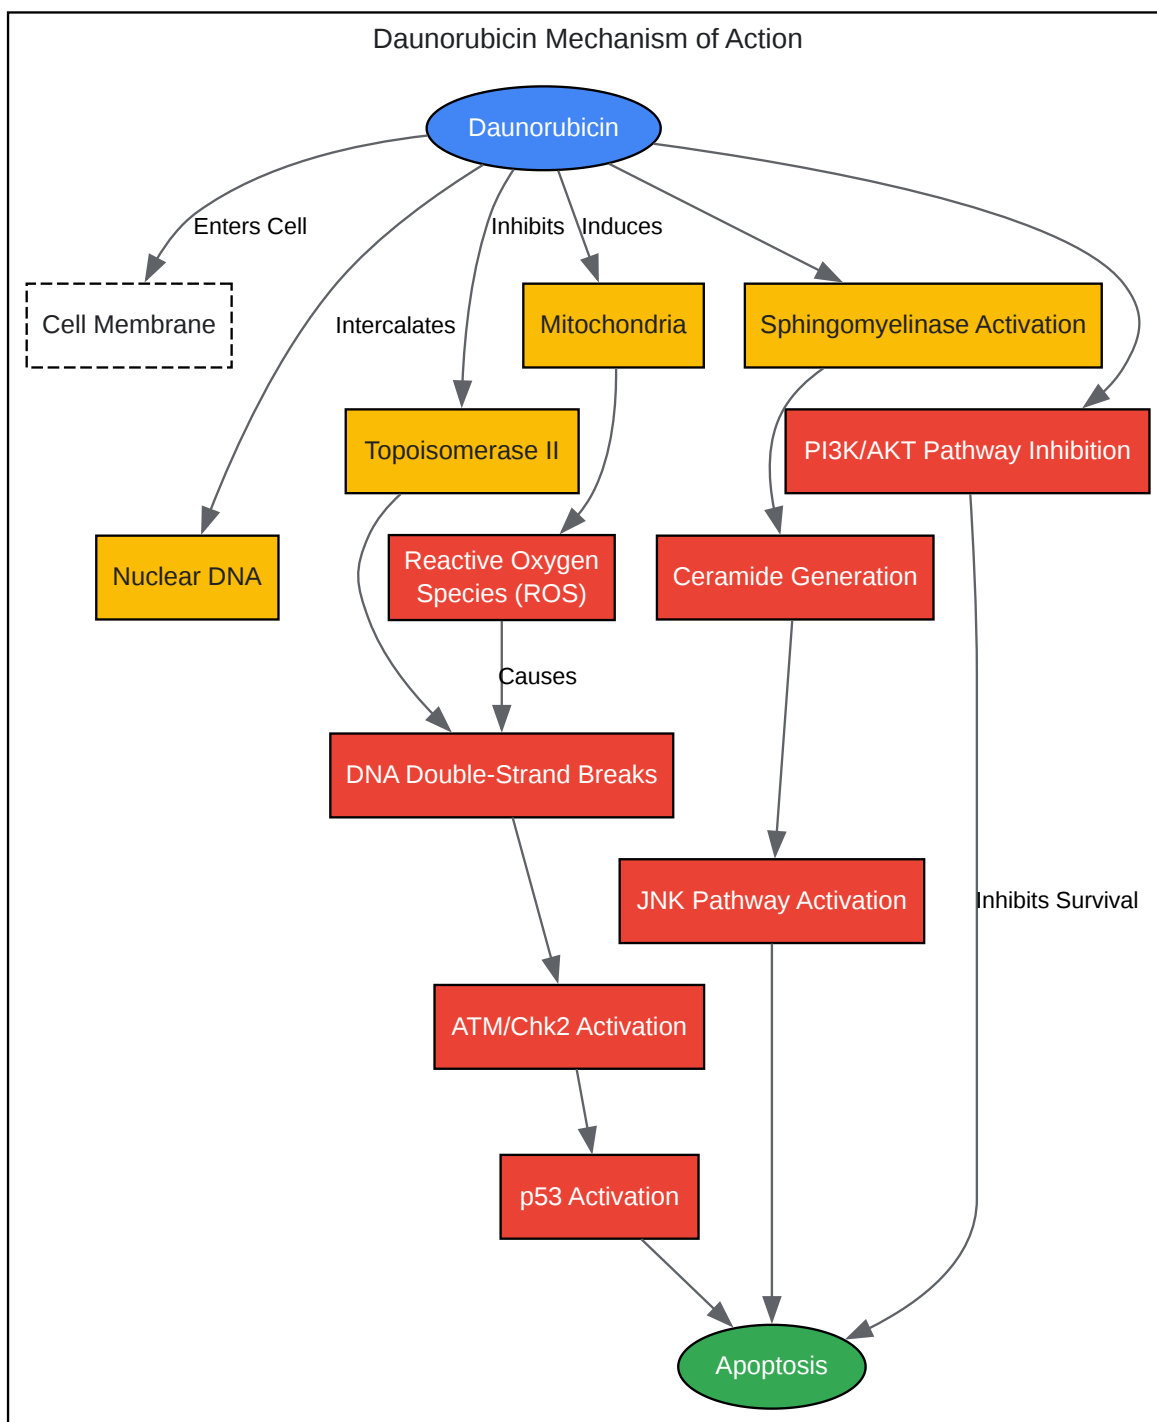 Daunorubicin Mechanism of Action
Daunorubicin
Enters Cell
Inhibits
Induces
Cell Membrane
Intercalates
Mitochondria
Sphingomyelinase Activation
Topoisomerase II
PI3K/AKT Pathway Inhibition
Nuclear DNA
Reactive Oxygen
Species (ROS)
Ceramide Generation
Causes
DNA Double-Strand Breaks
JNK Pathway Activation
Inhibits Survival
ATM/Chk2 Activation
p53 Activation
Apoptosis